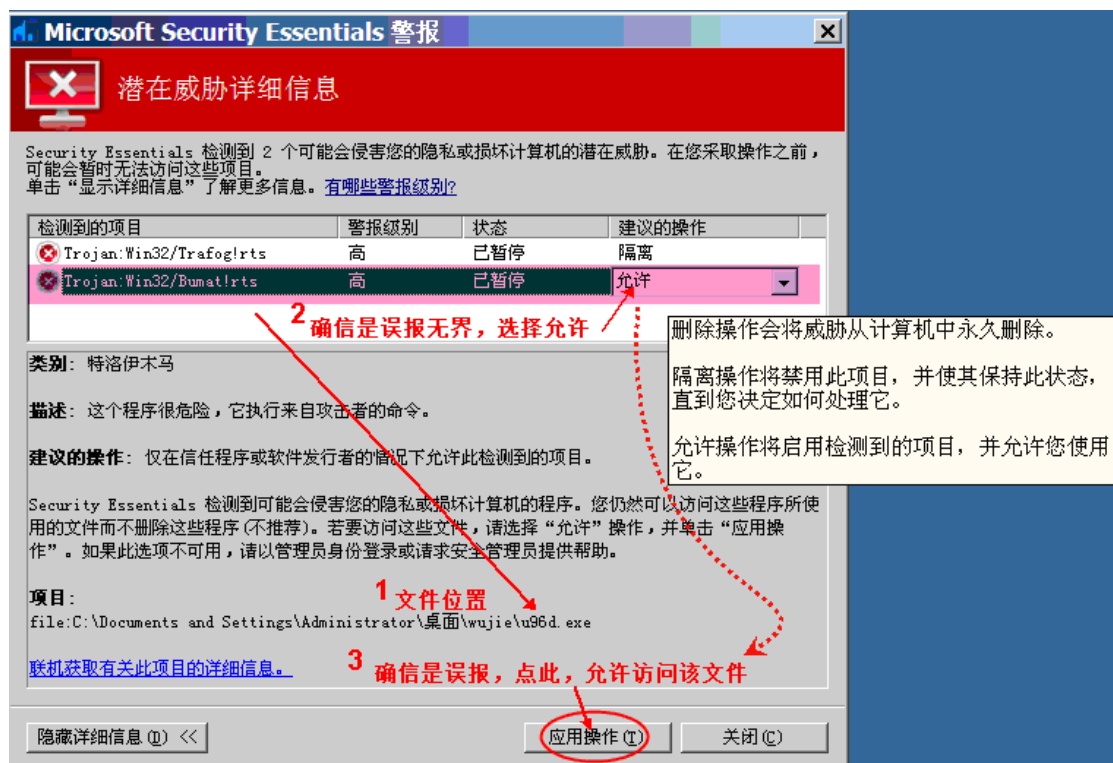 Microsoft Security Essentials 警报
潜在威胁详细信息
Security Essentials 检测到 2 个可能会侵害您的隐私或损坏计算机的潜在威胁。在您采取操作之前，
可能会暂时无法访问这些项目。
单击“显示详细信息”了解更多信息。有哪些警报级别?
检测到的项目 警报级别 状态 建议的操作
Trojan:Win32/Trafog!rts 高 已暂停 隔离
Trojan:Win32/Bumat!rts 高 已暂停 允许
2 确信是误报无界，选择允许
删除操作会将威胁从计算机中永久删除。
隔离操作将禁用此项目，并使其保持此状态，
直到您决定如何处理它。
允许操作将启用检测到的项目，并允许您使用
它。
类别: 特洛伊木马
描述: 这个程序很危险，它执行来自攻击者的命令。
建议的操作: 仅在信任程序或软件发行者的情况下允许此检测到的项目。
Security Essentials 检测到可能会侵害您的隐私或损坏计算机的程序。您仍然可以访问这些程序所使
用的文件而不删除这些程序(不推荐)。若要访问这些文件，请选择“允许”操作，并单击“应用操
作”。如果此选项不可用，请以管理员身份登录或请求安全管理员提供帮助。
1 文件位置
项目:
file:C:\Documents and Settings\Administrator\桌面\wujie\u96d.exe
3 确信是误报，点此，允许访问该文件
联机获取有关此项目的详细信息。
隐藏详细信息(D) << 应用操作(T) 关闭(C)